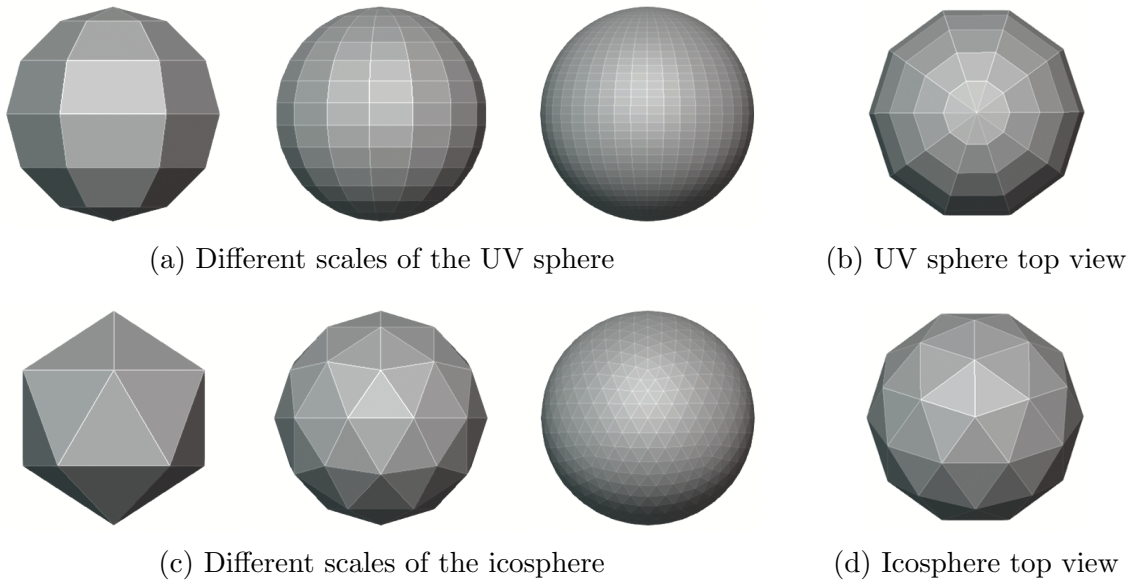 (a) Different scales of the UV sphere
(b) UV sphere top view
(c) Different scales of the icosphere
(d) Icosphere top view